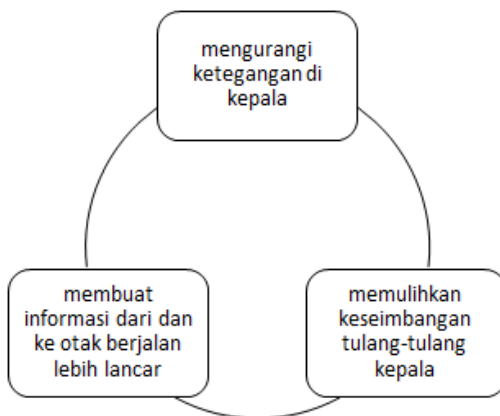 mengurangi
ketegangan di
kepala
membuat
informasi dari dan
ke otak berjalan
lebih lancar
memulihkan
keseimbangan
tulang-tulang
kepala